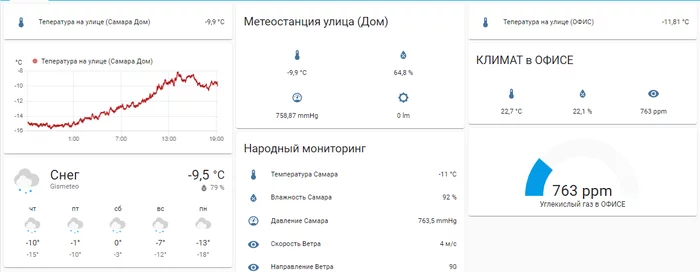 Тепература на улице (Самара Дом)
-9,9 °C
°C
Тепература на улице (Самара Дом)
-8
-10
-12
-14
-16
1:00
7:00
13:00
19:00
Снег
Gismeteo
-9,5 °C
79 %
чт
пт
сб
вс
пн
-10°
-1°
0°
-7°
-13°
-15°
-10°
-3°
-12°
-18°
Метеостанция улица (Дом)
-9,9 °C
64,8 %
758,87 mmHg
0 lm
Народный мониторинг
Температура Самара
-11 °C
Влажность Самара
92 %
Давление Самара
763,5 mmHg
Скорость Ветра
4 м/с
Направление Ветра
90
Тепература на улице (ОФИС)
-11,81 °C
КЛИМАТ в ОФИСЕ
22,7 °C
22,1 %
763 ppm
763 ppm
Углекислый газ в ОФИСЕ